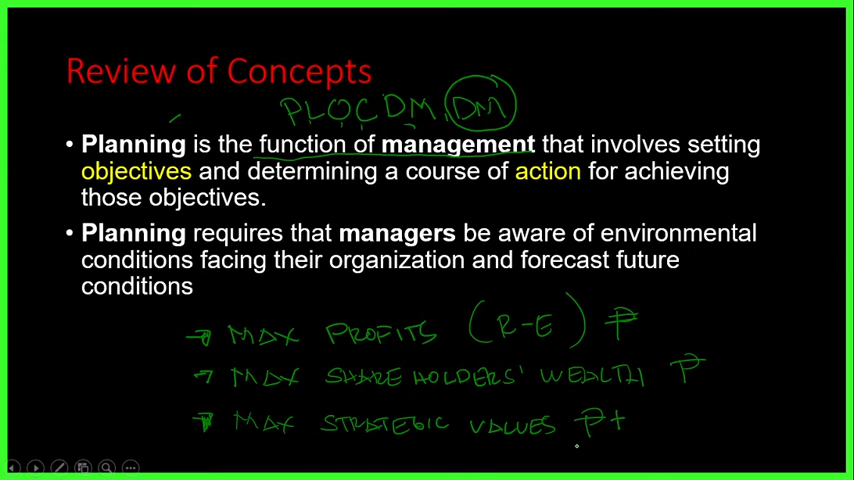 Review of Concepts
PLOCDM, DM
• Planning is the function of management that involves setting
objectives and determining a course of action for achieving
those objectives.
• Planning requires that managers be aware of environmental
conditions facing their organization and forecast future
conditions
→ MAX PROFITS (R-E) ₱
→ MAX SHAREHOLDERS' WEALTH ₱
→ MAX STRATEGIC VALUES ₱+